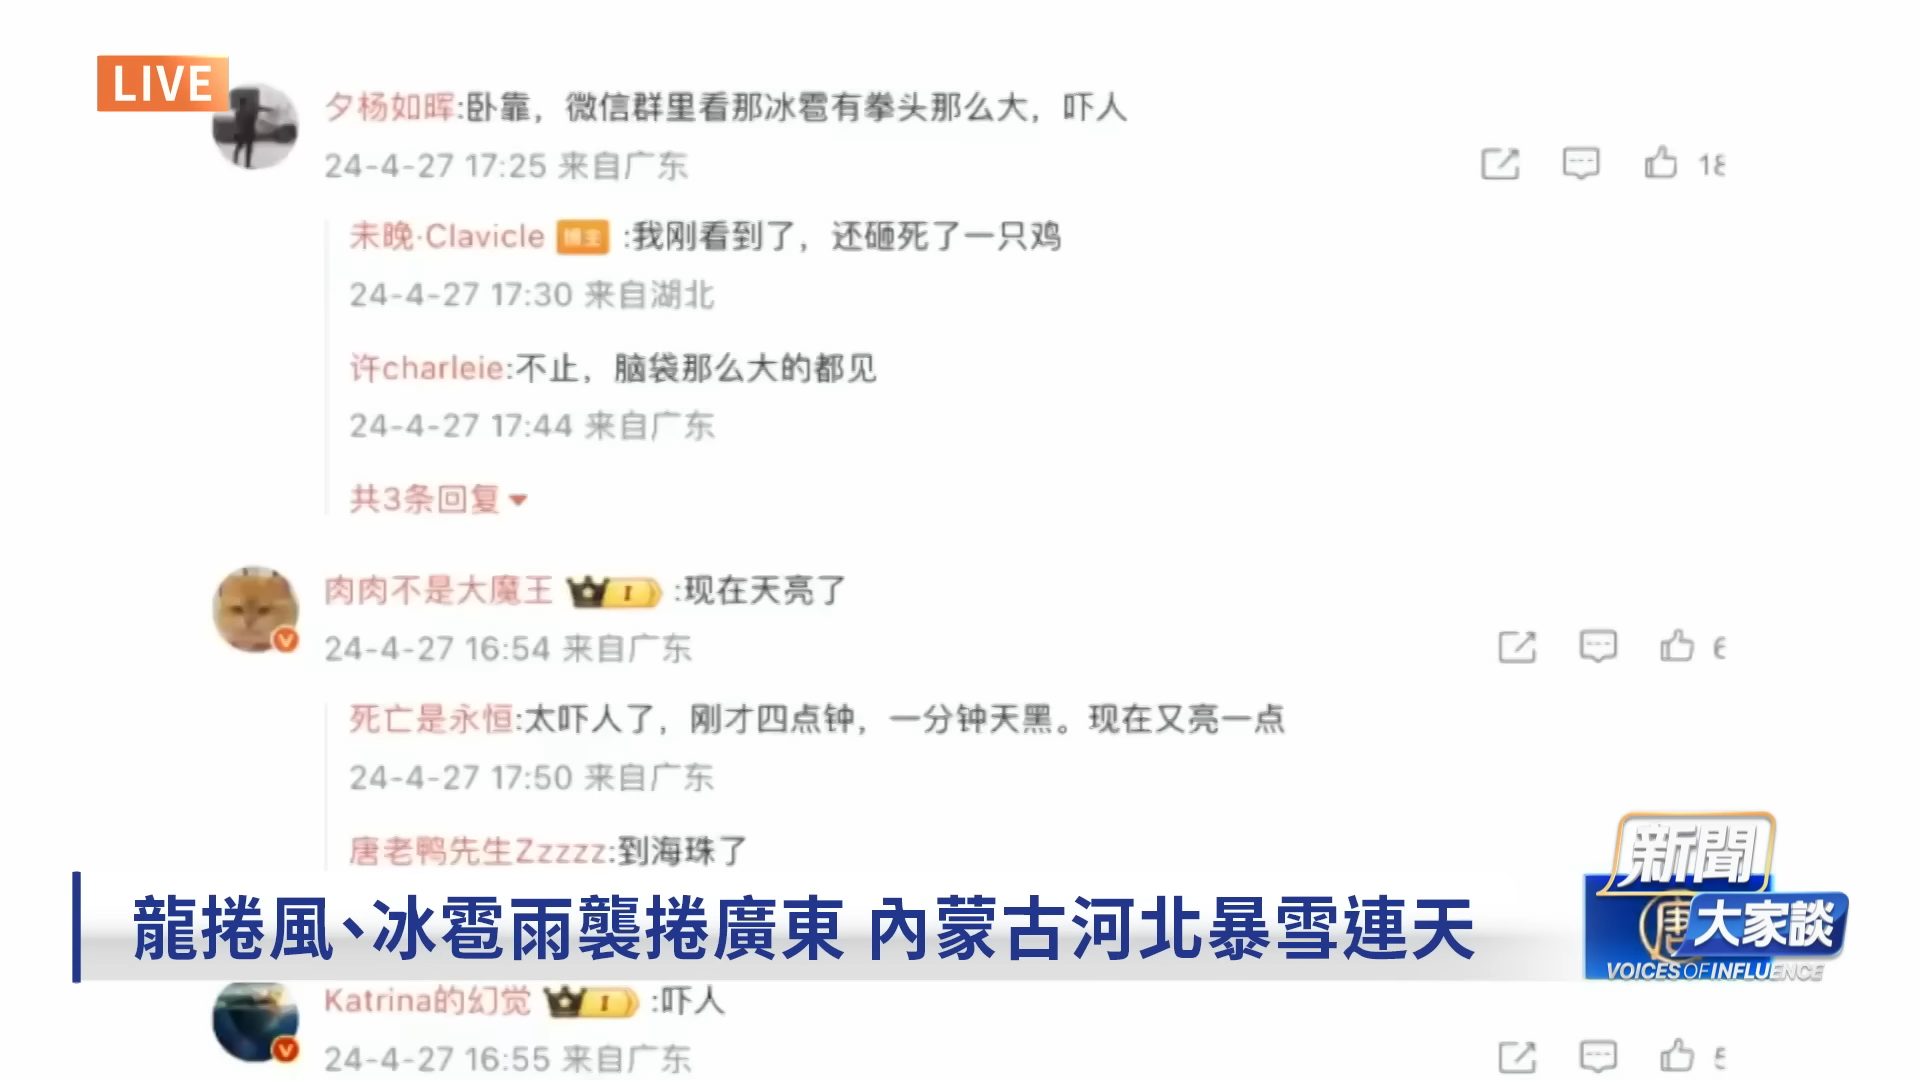 LIVE
夕杨如晖:卧靠，微信群里看那冰雹有拳头那么大，吓人
24-4-27 17:25 来自广东
未晚·Clavicle 博主 :我刚看到了，还砸死了一只鸡
24-4-27 17:30 来自湖北
许charleie:不止，脑袋那么大的都见
24-4-27 17:44 来自广东
共3条回复
肉肉不是大魔王 I :现在天亮了
24-4-27 16:54 来自广东
死亡是永恒:太吓人了，刚才四点钟，一分钟天黑。现在又亮一点
24-4-27 17:50 来自广东
唐老鸭先生Zzzzz:到海珠了
龍捲風、冰雹雨襲捲廣東 內蒙古河北暴雪連天
新聞
唐 大家談
VOICES OF INFLUENCE
Katrina的幻觉 I :吓人
24-4-27 16:55 来自广东